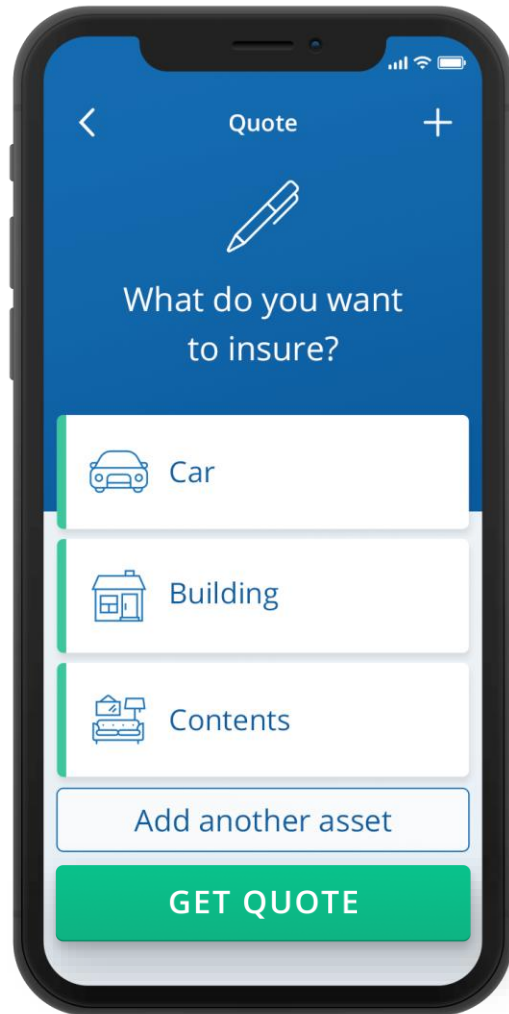 Quote
What do you want
to insure?
Car
Building
Contents
Add another asset
GET QUOTE